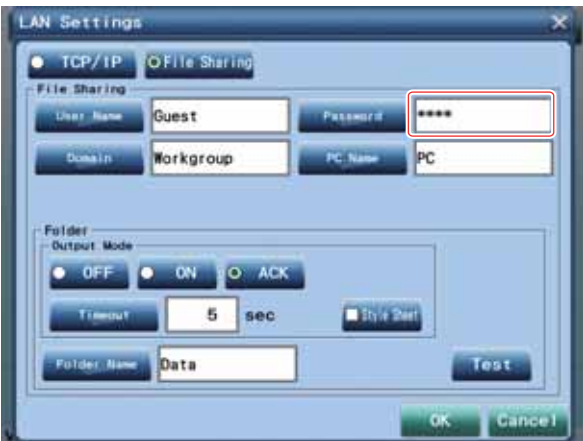 LAN Settings
TCP/IP File Sharing
File Sharing
User Name Guest Password ****
Domain Workgroup PC Name PC
Folder
Output Mode
OFF ON ACK
Timeout 5 sec Style Sheet
Folder Name Data Test
OK Cancel